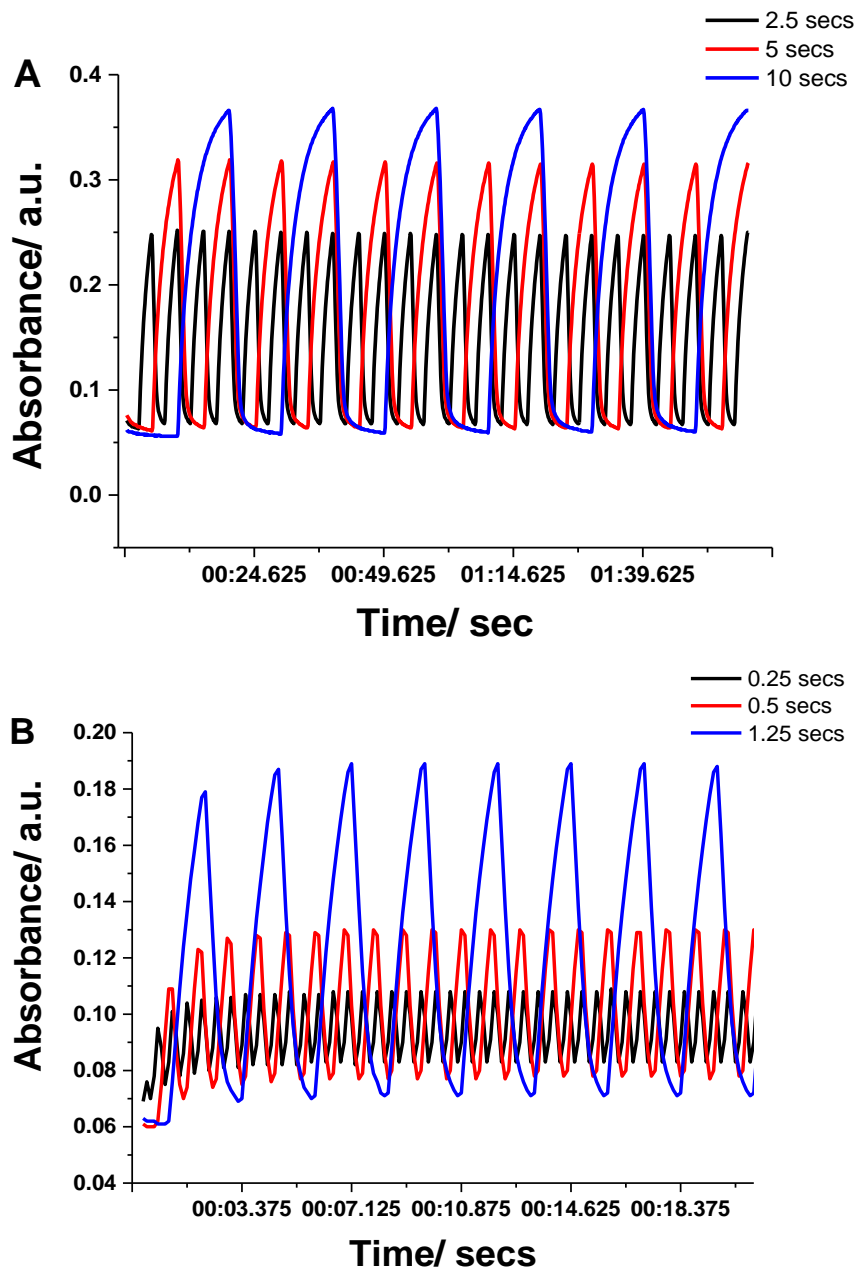 2.5 secs
5 secs
10 secs
A
0.4
0.3
0.2
0.1
0.0
Absorbance/ a.u.
00:24.625 00:49.625 01:14.625 01:39.625
Time/ sec
0.25 secs
0.5 secs
1.25 secs
B
0.20
0.18
0.16
0.14
0.12
0.10
0.08
0.06
0.04
Absorbance/ a.u.
00:03.375 00:07.125 00:10.875 00:14.625 00:18.375
Time/ secs